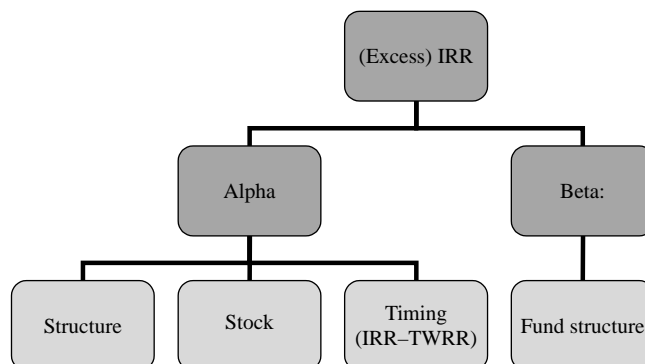 (Excess) IRR
Alpha
Beta:
Structure
Stock
Timing
(IRR–TWRR)
Fund structure